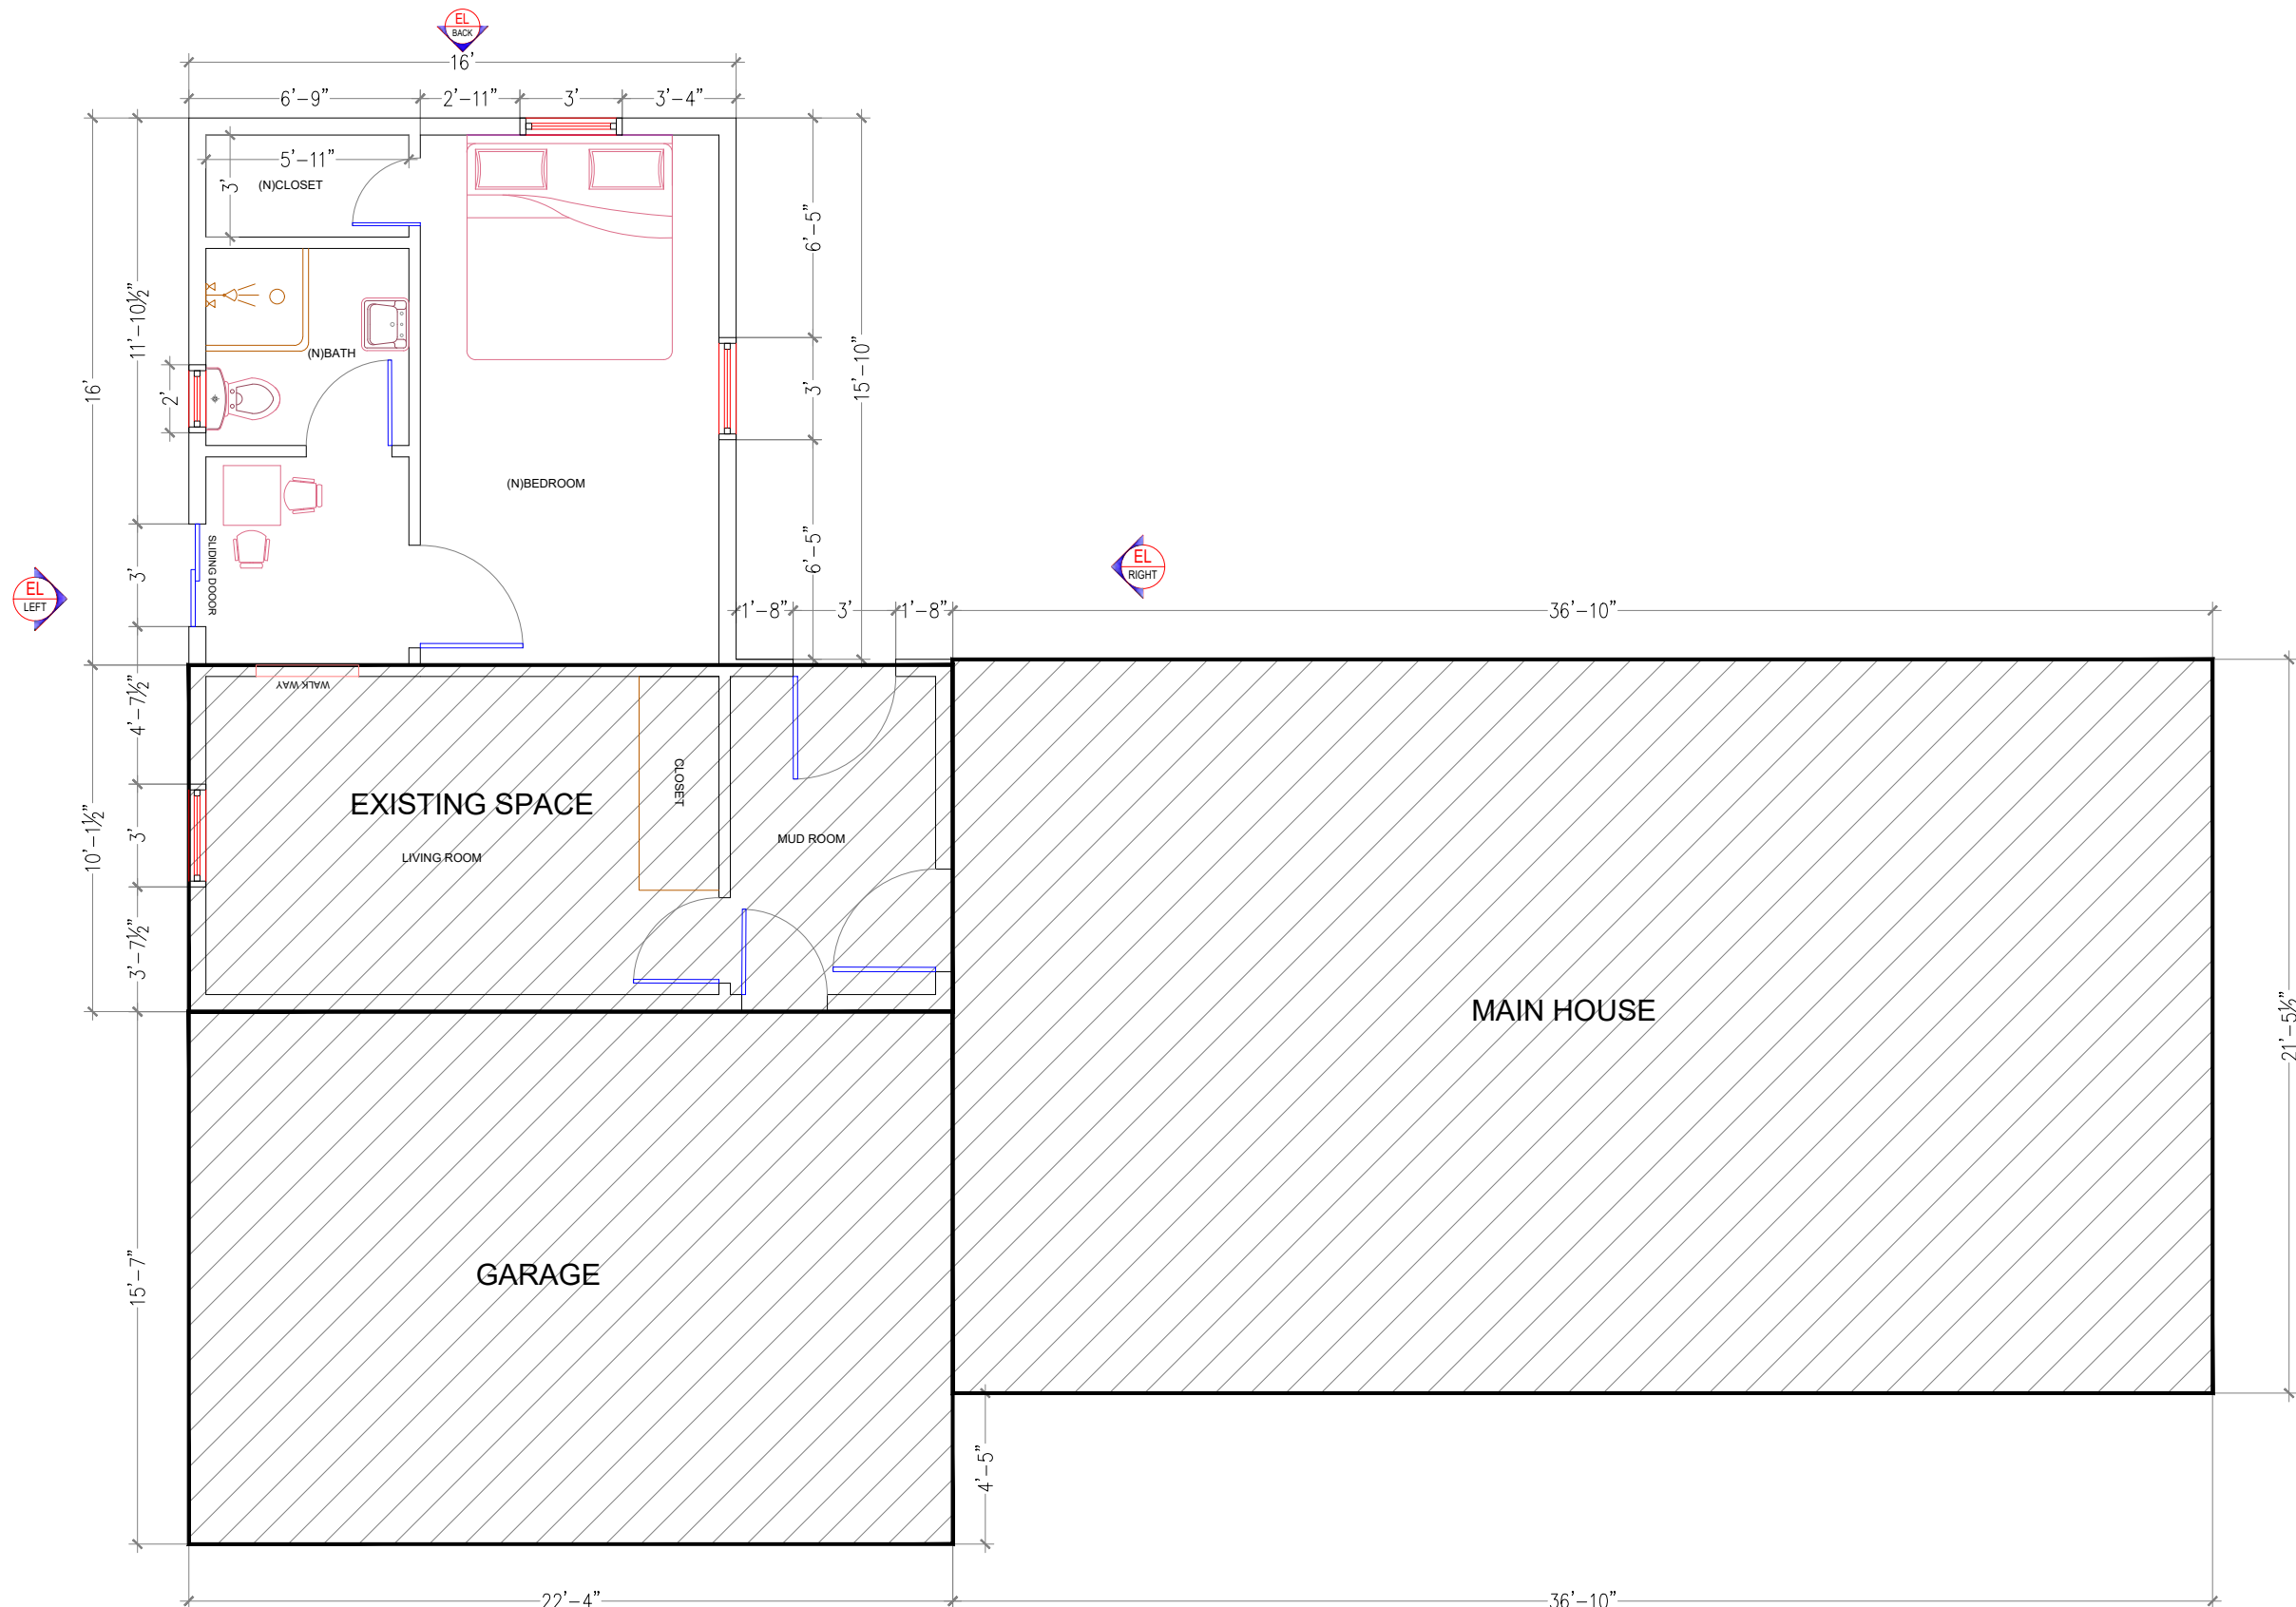 EL
BACK
16'
6'-9"
2'-11"
3'
3'-4"
5'-11"
3'
(N)CLOSET
6'-5"
11'-10½"
(N)BATH
16'
2'
3'
15'-10"
(N)BEDROOM
SLIDING DOOOR
3'
6'-5"
EL
LEFT
EL
RIGHT
1'-8"
3'
1'-8"
36'-10"
WALK WAY
4'-7½"
CLOSET
EXISTING SPACE
MUD ROOM
3'
10'-1½"
LIVING ROOM
3'-7½"
MAIN HOUSE
21'-5½"
GARAGE
15'-7"
4'-5"
22'-4"
36'-10"